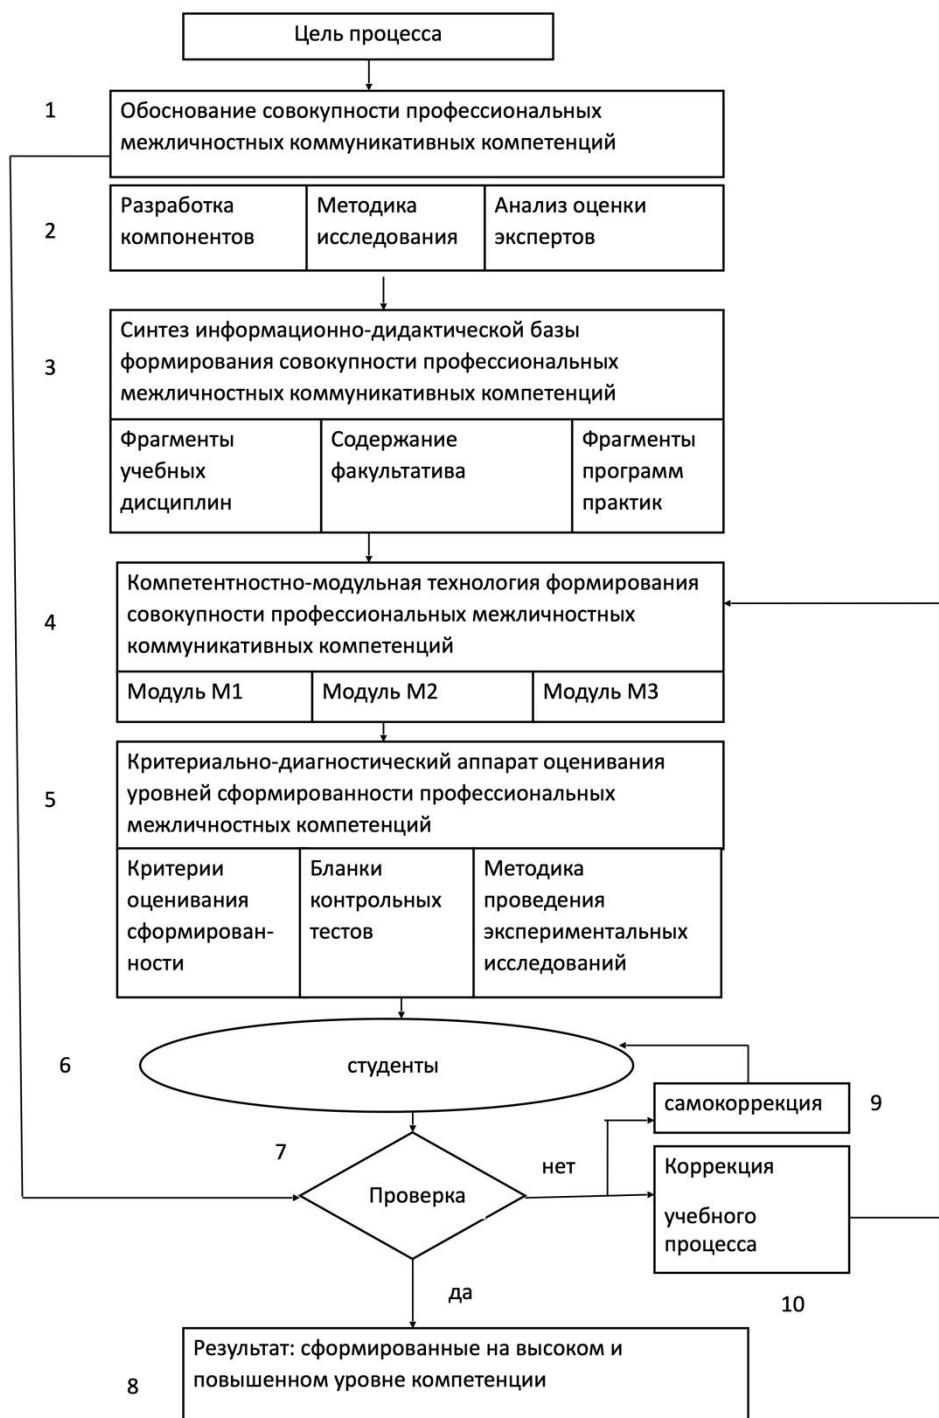 Цель процесса
1
Обоснование совокупности профессиональных
межличностных коммуникативных компетенций
2
Разработка
компонентов
Методика
исследования
Анализ оценки
экспертов
3
Синтез информационно-дидактической базы
формирования совокупности профессиональных
межличностных коммуникативных компетенций
Фрагменты
учебных
дисциплин
Содержание
факультатива
Фрагменты
программ
практик
4
Компетентностно-модульная технология формирования
совокупности профессиональных межличностных
коммуникативных компетенций
Модуль М1
Модуль М2
Модуль М3
5
Критериально-диагностический аппарат оценивания
уровней сформированности профессиональных
межличностных компетенций
Критерии
оценивания
сформирован-
ности
Бланки
контрольных
тестов
Методика
проведения
экспериментальных
исследований
6
студенты
самокоррекция
9
7
Проверка
нет
Коррекция
учебного
процесса
10
да
8
Результат: сформированные на высоком и
повышенном уровне компетенции